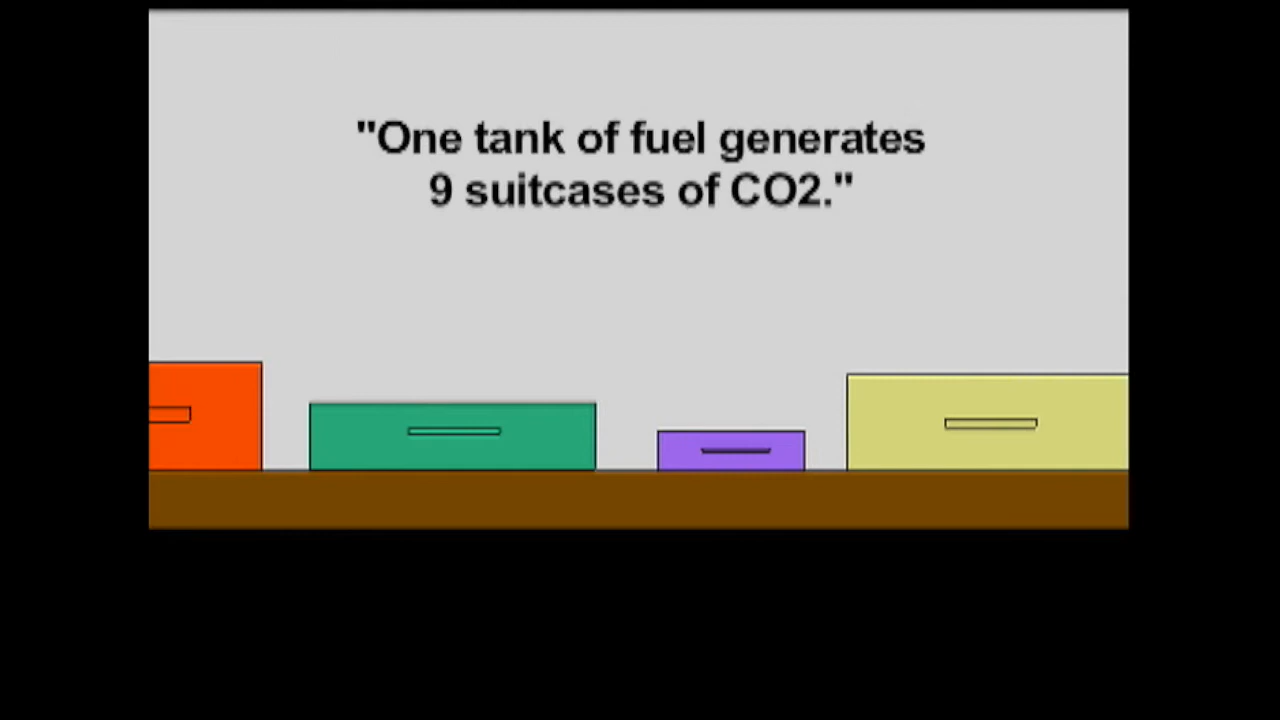 "One tank of fuel generates
9 suitcases of CO2."